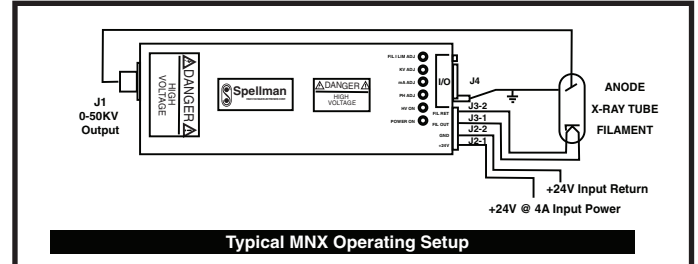 FIL I LIM ADJ
KV ADJ
mA ADJ
PH ADJ
HV ON
POWER ON
I/O
J4
FIL RET
FIL OUT
GND
+24V
J3-2
J3-1
J2-2
J2-1
DANGER
HIGH
VOLTAGE
Spellman
DANGER
HIGH
VOLTAGE
J1
0-50KV
Output
ANODE
X-RAY TUBE
FILAMENT
+24V Input Return
+24V @ 4A Input Power
Typical MNX Operating Setup